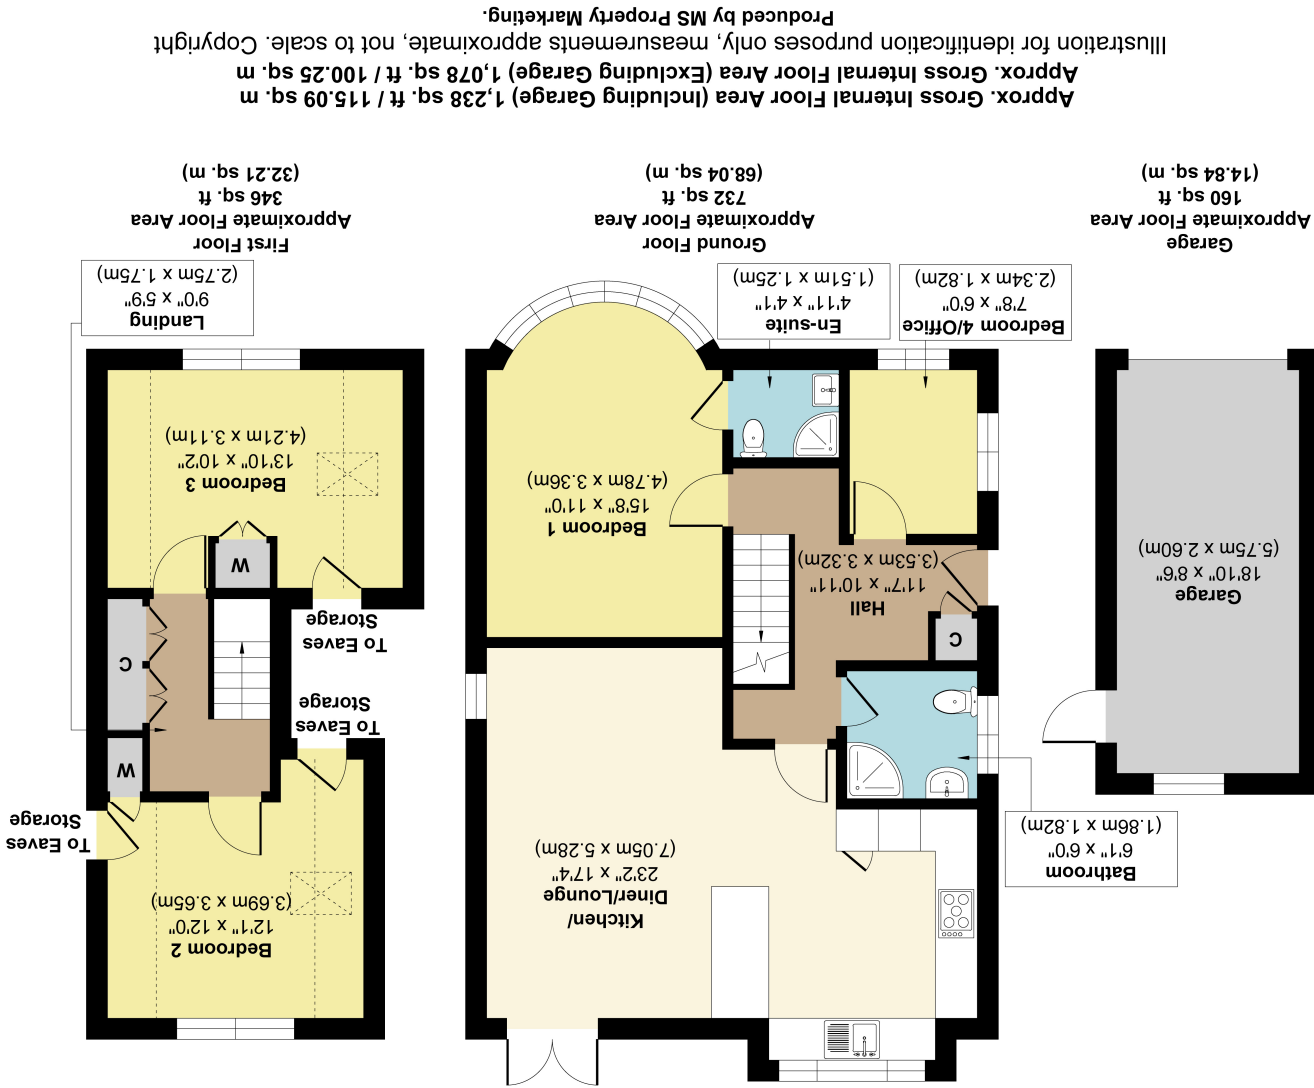 Bathroom
6'1" x 6'0"
(1.86m x 1.82m)
Kitchen/
Diner/Lounge
23'2" x 17'4"
(7.05m x 5.28m)
C
Hall
11'7" x 10'11"
(3.53m x 3.32m)
Bedroom 1
15'8" x 11'0"
(4.78m x 3.36m)
Bedroom 4/Office
7'8" x 6'0"
(2.34m x 1.82m)
En-suite
4'11" x 4'1"
(1.51m x 1.25m)
Garage
18'10" x 8'6"
(5.75m x 2.60m)
Bedroom 2
12'1" x 12'0"
(3.69m x 3.65m)
To Eaves
Storage
W
To Eaves
Storage
To Eaves
Storage
C
W
Bedroom 3
13'10" x 10'2"
(4.21m x 3.11m)
Landing
9'0" x 5'9"
(2.75m x 1.75m)
Garage
Approximate Floor Area
160 sq. ft
(14.84 sq. m)
Ground Floor
Approximate Floor Area
732 sq. ft
(68.04 sq. m)
First Floor
Approximate Floor Area
346 sq. ft
(32.21 sq. m)
Approx. Gross Internal Floor Area (Including Garage) 1,238 sq. ft / 115.09 sq. m
Approx. Gross Internal Floor Area (Excluding Garage) 1,078 sq. ft / 100.25 sq. m
Illustration for identification purposes only, measurements approximate, not to scale. Copyright
Produced by MS Property Marketing.